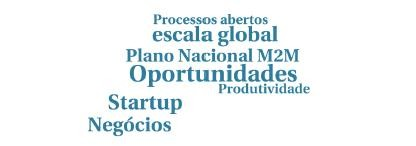 Processos abertos
escala global
Plano Nacional M2M
Oportunidades
Produtividade
Startup
Negócios